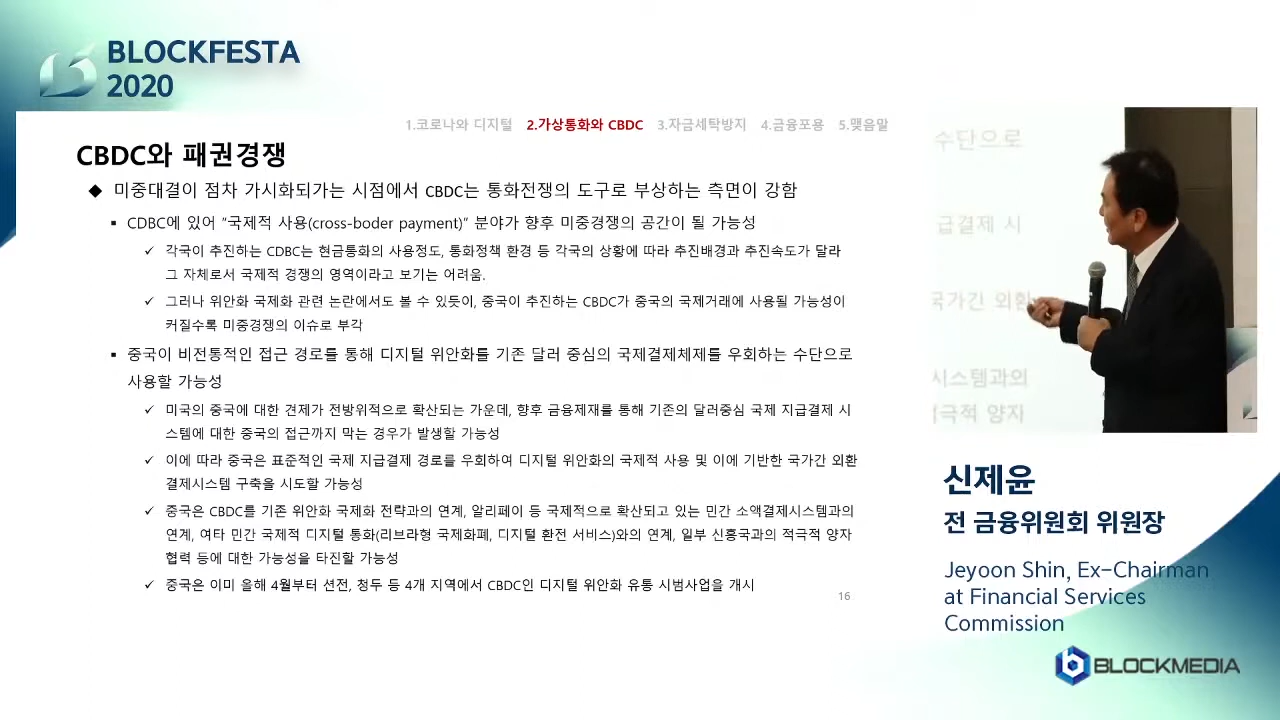 BLOCKFESTA
2020
1.코로나와 디지털 2.가상통화와 CBDC 3.자금세탁방지 4.금융포용 5.맺음말
CBDC와 패권경쟁
◆ 미중대결이 점차 가시화되가는 시점에서 CBDC는 통화전쟁의 도구로 부상하는 측면이 강함
▪ CDBC에 있어 "국제적 사용(cross-boder payment)" 분야가 향후 미중경쟁의 공간이 될 가능성
✓ 각국이 추진하는 CDBC는 현금통화의 사용정도, 통화정책 환경 등 각국의 상황에 따라 추진배경과 추진속도가 달라
그 자체로서 국제적 경쟁의 영역이라고 보기는 어려움.
✓ 그러나 위안화 국제화 관련 논란에서도 볼 수 있듯이, 중국이 추진하는 CBDC가 중국의 국제거래에 사용될 가능성이
커질수록 미중경쟁의 이슈로 부각
▪ 중국이 비전통적인 접근 경로를 통해 디지털 위안화를 기존 달러 중심의 국제결제체제를 우회하는 수단으로
사용할 가능성
✓ 미국의 중국에 대한 견제가 전방위적으로 확산되는 가운데, 향후 금융제재를 통해 기존의 달러중심 국제 지급결제 시
스템에 대한 중국의 접근까지 막는 경우가 발생할 가능성
✓ 이에 따라 중국은 표준적인 국제 지급결제 경로를 우회하여 디지털 위안화의 국제적 사용 및 이에 기반한 국가간 외환
결제시스템 구축을 시도할 가능성
✓ 중국은 CBDC를 기존 위안화 국제화 전략과의 연계, 알리페이 등 국제적으로 확산되고 있는 민간 소액결제시스템과의
연계, 여타 민간 국제적 디지털 통화(리브라형 국제화폐, 디지털 환전 서비스)와의 연계, 일부 신흥국과의 적극적 양자
협력 등에 대한 가능성을 타진할 가능성
✓ 중국은 이미 올해 4월부터 선전, 청두 등 4개 지역에서 CBDC인 디지털 위안화 유통 시범사업을 개시
16
수단으로
급결제 시
국가간 외환
시스템과의
극적 양자
신제윤
전 금융위원회 위원장
Jeyoon Shin, Ex-Chairman
at Financial Services
Commission
BLOCKMEDIA